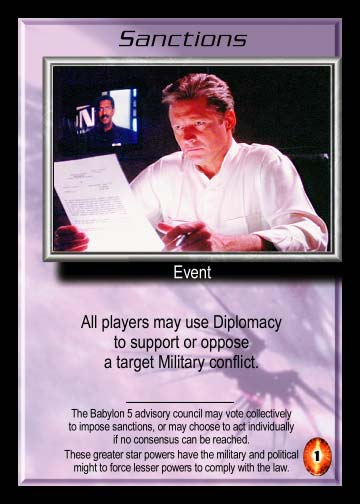 Sanctions
N
Event
All players may use Diplomacy
to support or oppose
a target Military conflict.
The Babylon 5 advisory council may vote collectively
to impose sanctions, or may choose to act individually
if no consensus can be reached.
These greater star powers have the military and political
might to force lesser powers to comply with the law.
1